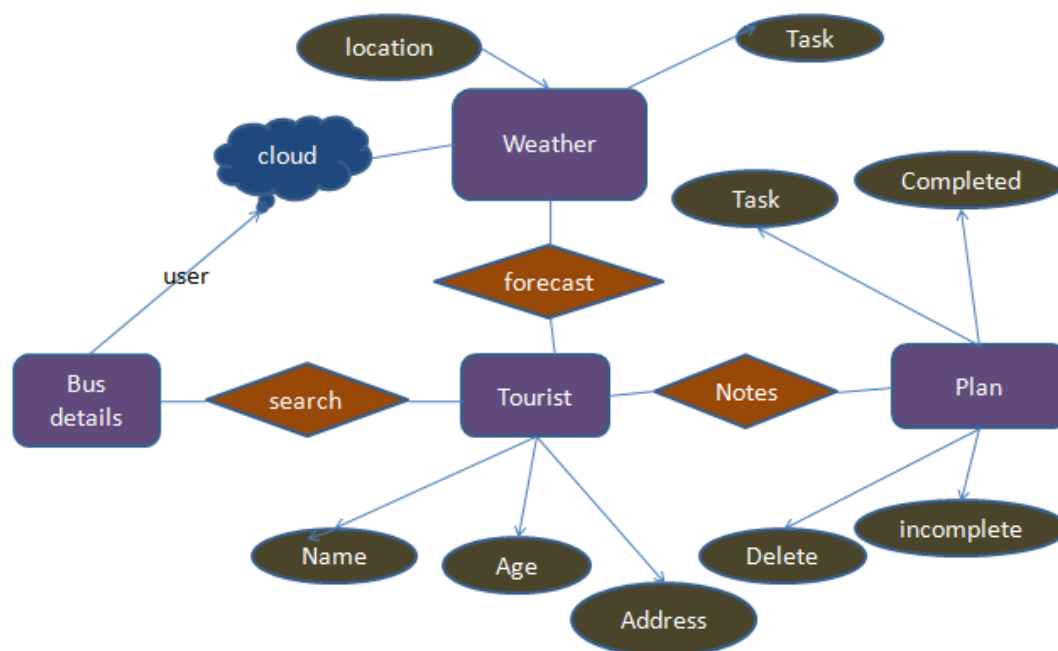 location
Task
Weather
cloud
Task
Completed
user
forecast
Bus
details
search
Tourist
Notes
Plan
Name
Age
Address
Delete
incomplete